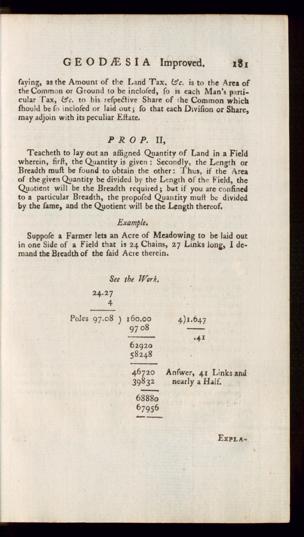 GEODÆSIA Improved. 181
ſaying, as the Amount of the Land Tax, &c. is to the Area of
the Common or Ground to be incloſed, ſo is each Man's parti-
cular Tax, &c. to his reſpective Share of the Common which
ſhould be ſo incloſed or laid out; ſo that each Diviſion or Share,
may adjoin with its peculiar Eſtate.
PROP. II,
Teacheth to lay out an aſſigned Quantity of Land in a Field
wherein, firſt, the Quantity is given: Secondly, the Length or
Breadth muſt be found to obtain the other: Thus, if the Area
of the given Quantity be divided by the Length of the Field, the
Quotient will be the Breadth required; but if you are confined
to a particular Breadth, the propoſed Quantity muſt be divided
by the ſame, and the Quotient will be the Length thereof.
Example.
Suppoſe a Farmer lets an Acre of Meadowing to be laid out
in one Side of a Field that is 24 Chains, 27 Links long, I de-
mand the Breadth of the ſaid Acre therein.
See the Work.
24.27
4
Poles 97.08 ) 160.00 4)1.647
97 08
.41
62920
58248
46720 Anſwer, 41 Links and
39832 nearly a Half.
68880
67956
EXPLA-